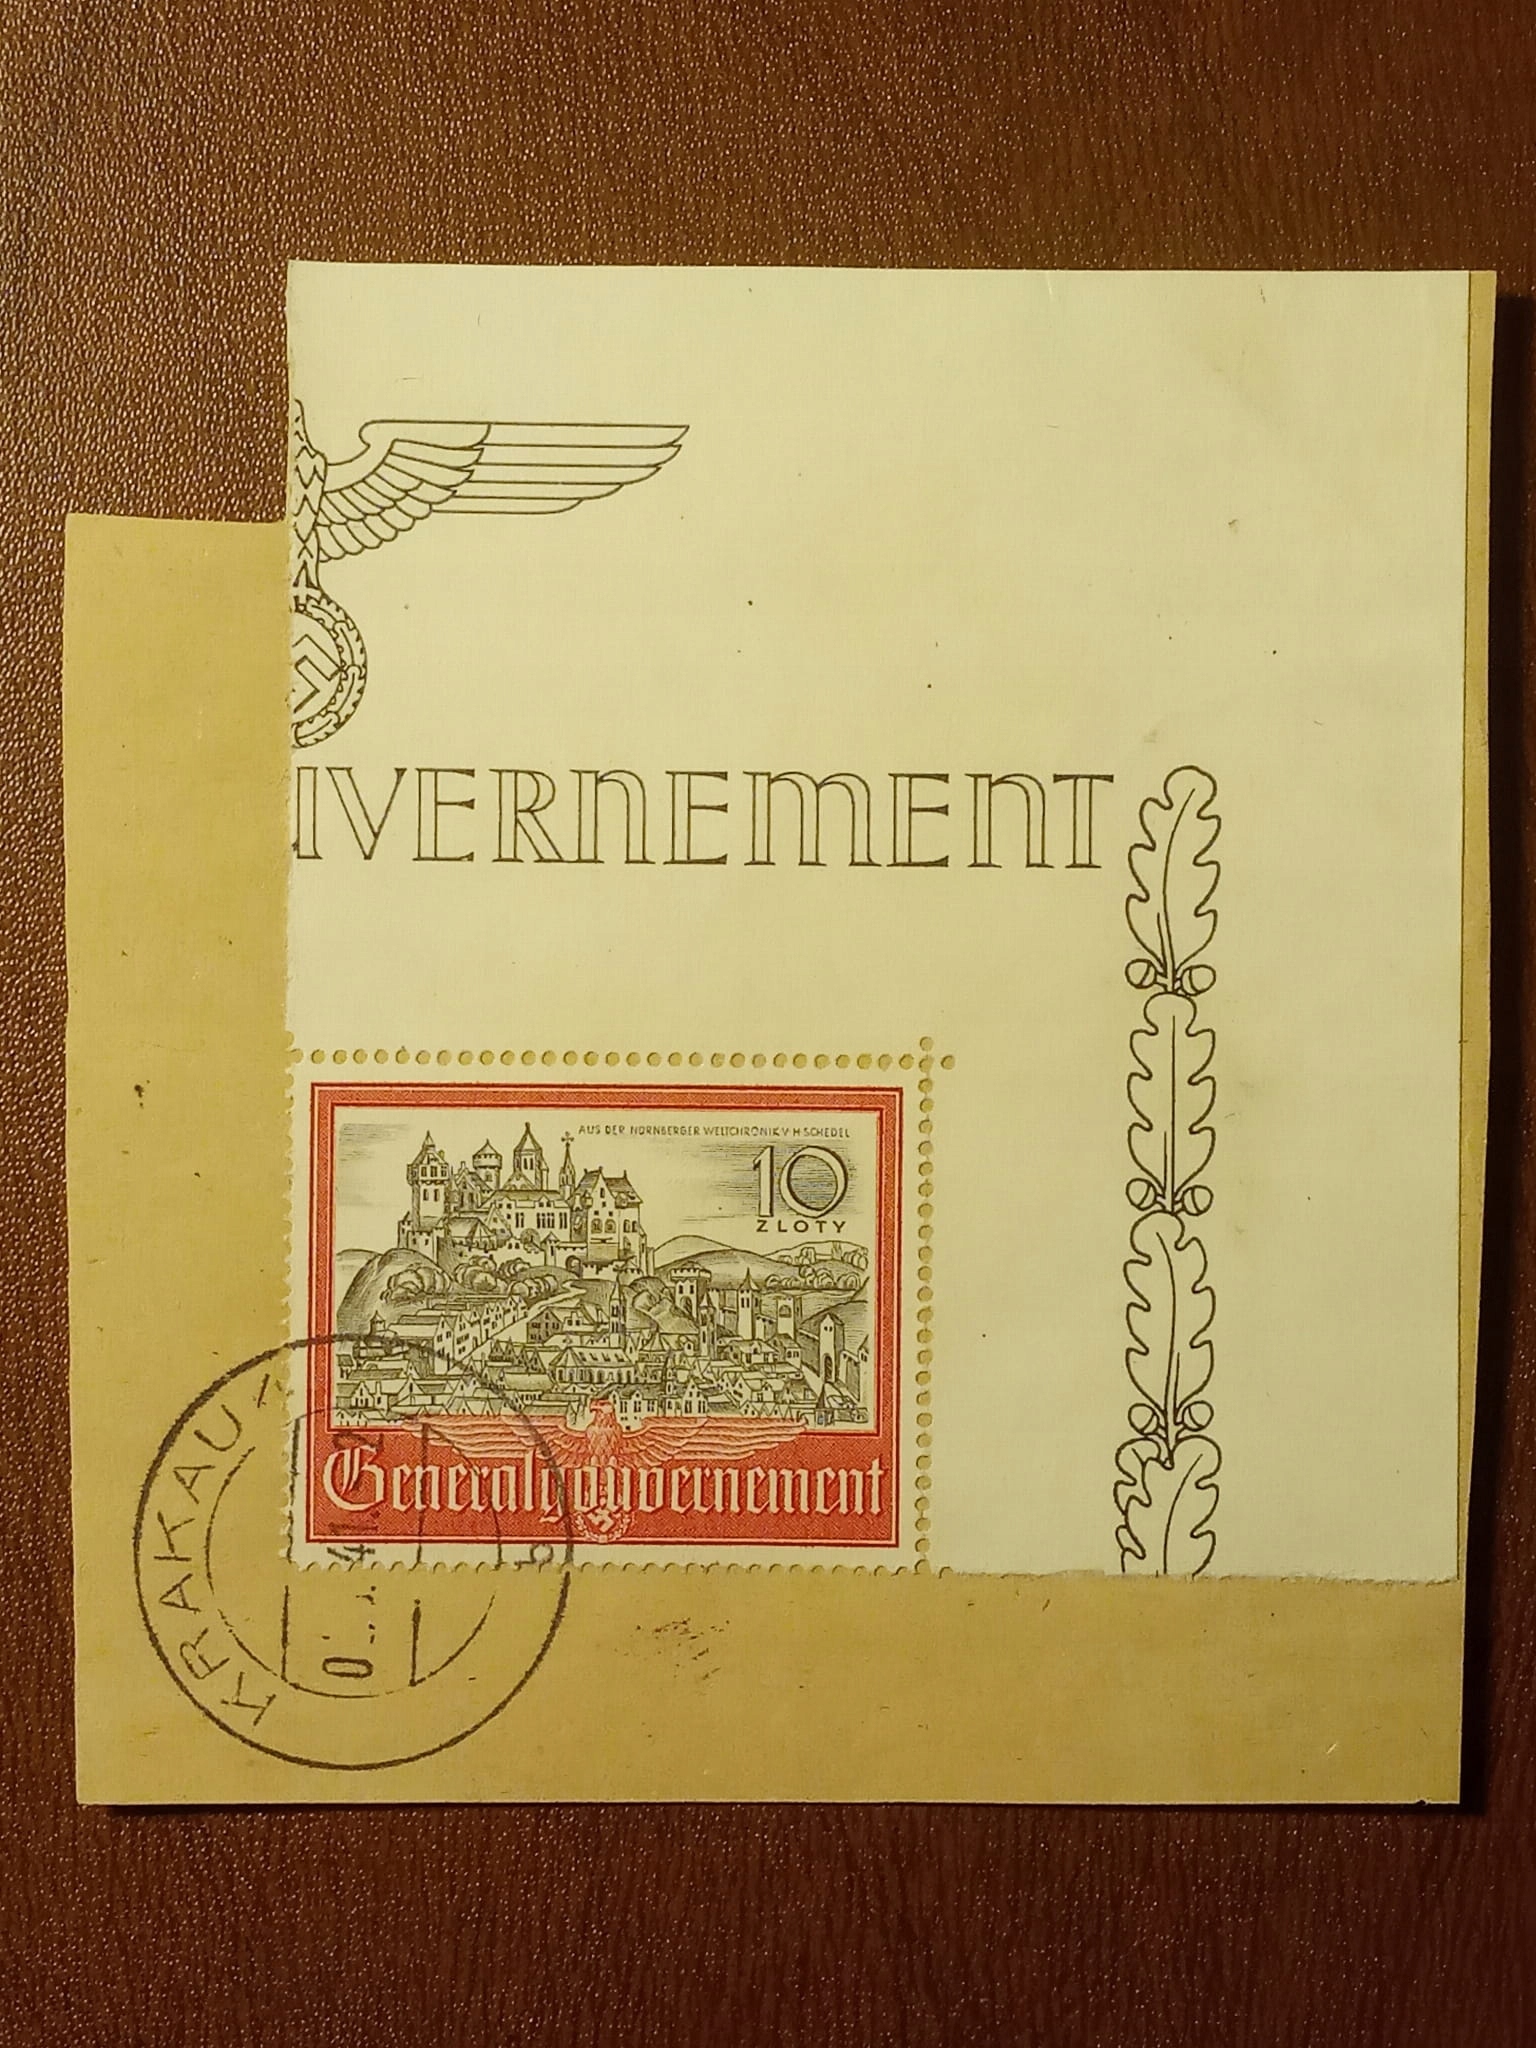 IVERNEMENT
AUS DER NÜRNBERGER WELTCHRONIK V·H·SCHEDEL
10
ZLOTY
Generalgouvernement
KRAKAU
b